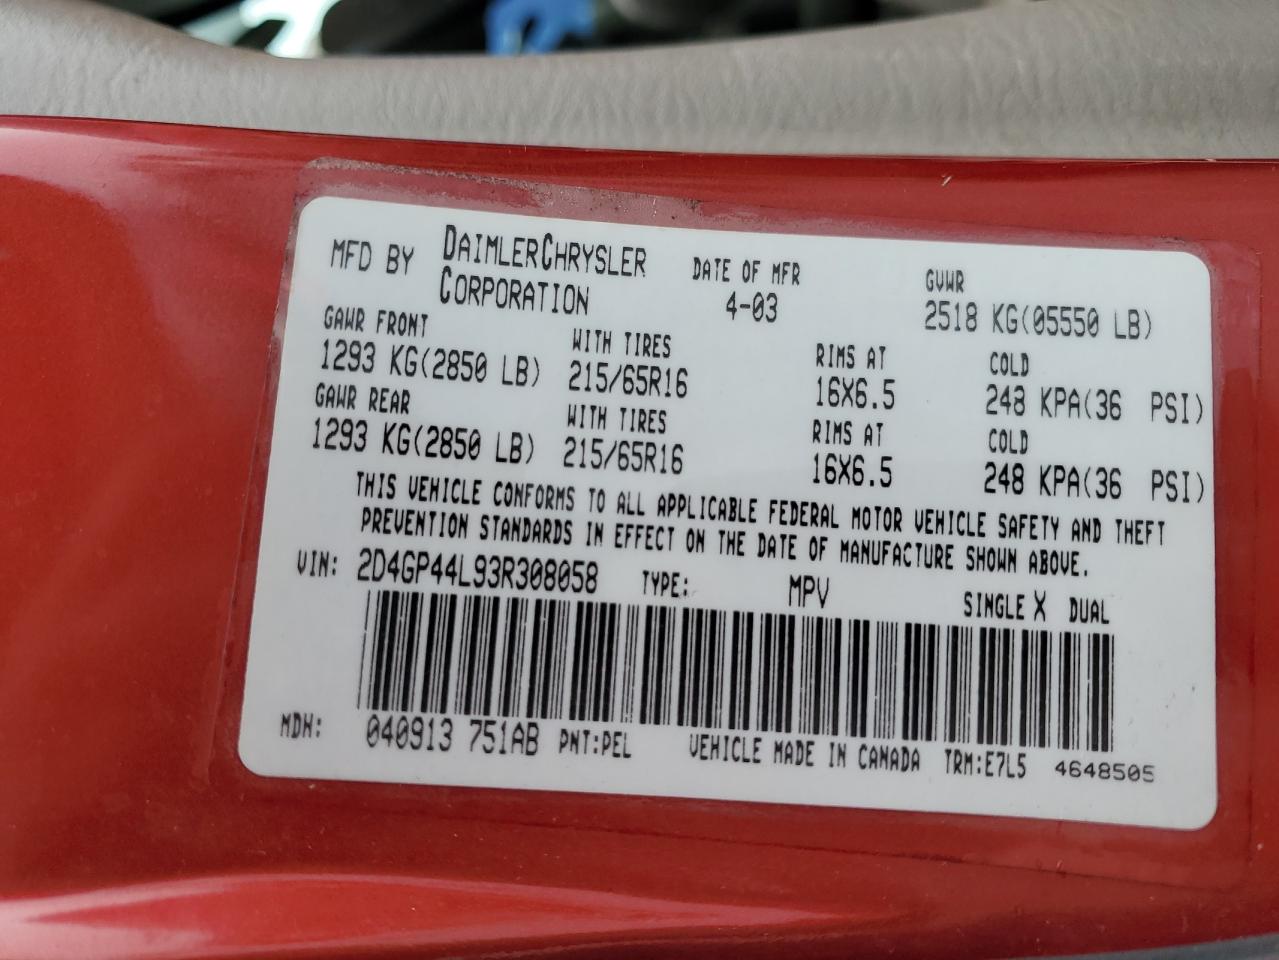 MFD BY DAIMLERCHRYSLER CORPORATION DATE OF MFR 4-03 GVWR 2518 KG(05550 LB)
GAWR FRONT WITH TIRES RIMS AT COLD
1293 KG(2850 LB) 215/65R16 16X6.5 248 KPA(36 PSI)
GAWR REAR WITH TIRES RIMS AT COLD
1293 KG(2850 LB) 215/65R16 16X6.5 248 KPA(36 PSI)
THIS VEHICLE CONFORMS TO ALL APPLICABLE FEDERAL MOTOR VEHICLE SAFETY AND THEFT
PREVENTION STANDARDS IN EFFECT ON THE DATE OF MANUFACTURE SHOWN ABOVE.
VIN: 2D4GP44L93R308058 TYPE: MPV SINGLE X DUAL
MDH: 040913 751AB PNT:PEL VEHICLE MADE IN CANADA TRM:E7L5 4648505